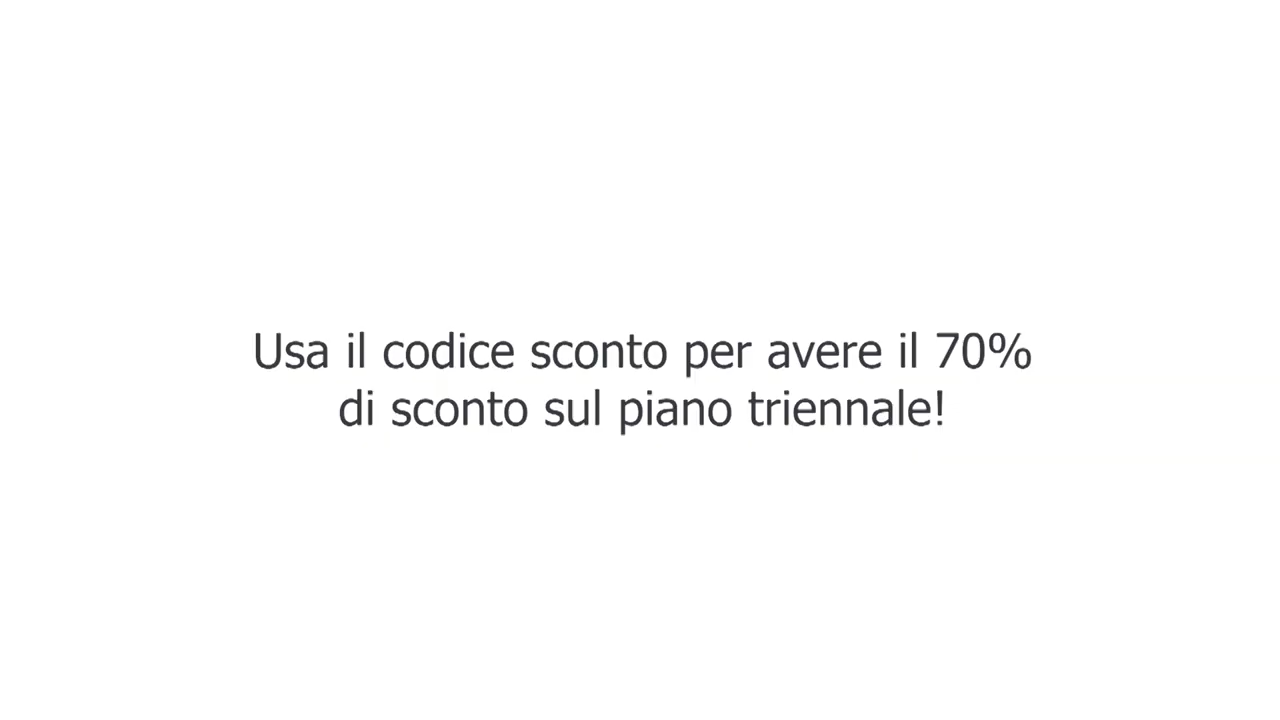 Usa il codice sconto per avere il 70%
di sconto sul piano triennale!